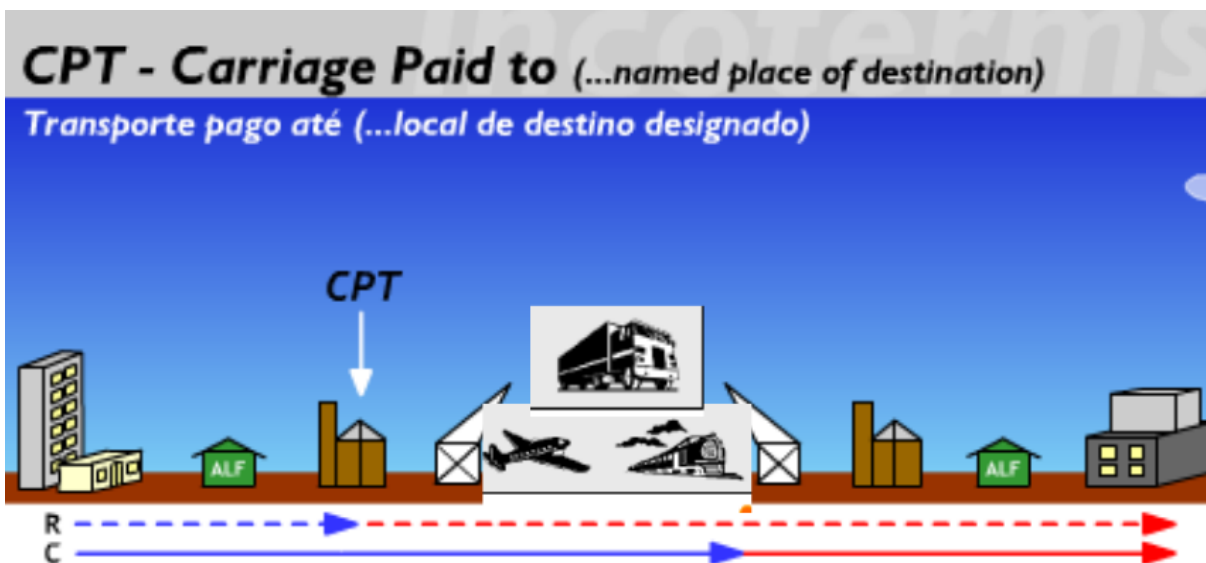 incoterms
CPT - Carriage Paid to (...named place of destination)
Transporte pago até (...local de destino designado)
CPT
ALF
ALF
R
C